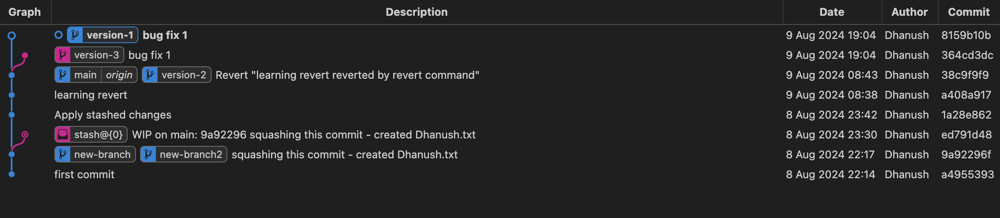 Graph Description Date Author Commit
version-1 bug fix 1 9 Aug 2024 19:04 Dhanush 8159b10b
version-3 bug fix 1 9 Aug 2024 19:04 Dhanush 364cd3dc
main origin version-2 Revert "learning revert reverted by revert command" 9 Aug 2024 08:43 Dhanush 38c9f9f9
learning revert 9 Aug 2024 08:38 Dhanush a408a917
Apply stashed changes 8 Aug 2024 23:42 Dhanush 1a28e862
stash@{0} WIP on main: 9a92296 squashing this commit - created Dhanush.txt 8 Aug 2024 23:30 Dhanush ed791d48
new-branch new-branch2 squashing this commit - created Dhanush.txt 8 Aug 2024 22:17 Dhanush 9a92296f
first commit 8 Aug 2024 22:14 Dhanush a4955393